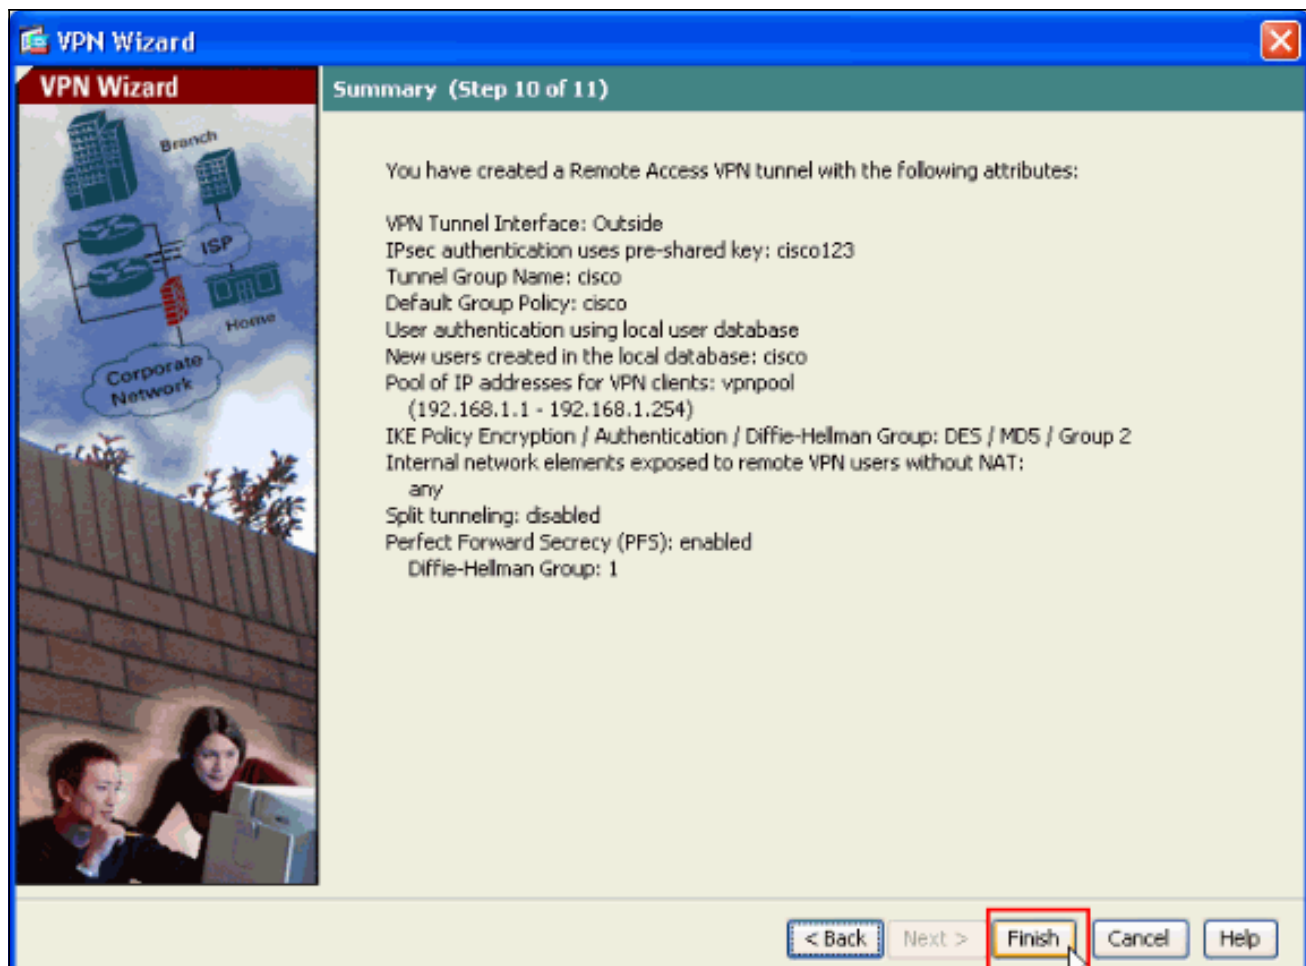 VPN Wizard
VPN Wizard
Summary (Step 10 of 11)
Branch
ISP
Home
Corporate
Network
You have created a Remote Access VPN tunnel with the following attributes:
VPN Tunnel Interface: Outside
IPsec authentication uses pre-shared key: cisco123
Tunnel Group Name: cisco
Default Group Policy: cisco
User authentication using local user database
New users created in the local database: cisco
Pool of IP addresses for VPN clients: vpnpool
(192.168.1.1 - 192.168.1.254)
IKE Policy Encryption / Authentication / Diffie-Hellman Group: DES / MD5 / Group 2
Internal network elements exposed to remote VPN users without NAT:
any
Split tunneling: disabled
Perfect Forward Secrecy (PFS): enabled
Diffie-Hellman Group: 1
< Back Next > Finish Cancel Help